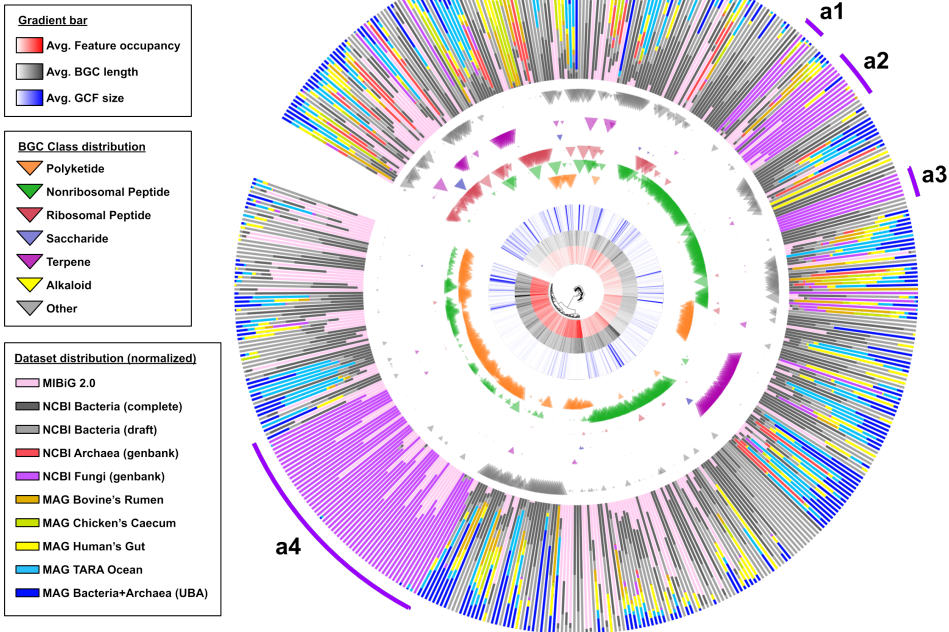 Gradient bar
Avg. Feature occupancy
Avg. BGC length
Avg. GCF size
BGC Class distribution
Polyketide
Nonribosomal Peptide
Ribosomal Peptide
Saccharide
Terpene
Alkaloid
Other
Dataset distribution (normalized)
MIBiG 2.0
NCBI Bacteria (complete)
NCBI Bacteria (draft)
NCBI Archaea (genbank)
NCBI Fungi (genbank)
MAG Bovine's Rumen
MAG Chicken's Caecum
MAG Human's Gut
MAG TARA Ocean
MAG Bacteria+Archaea (UBA)
a1
a2
a3
a4